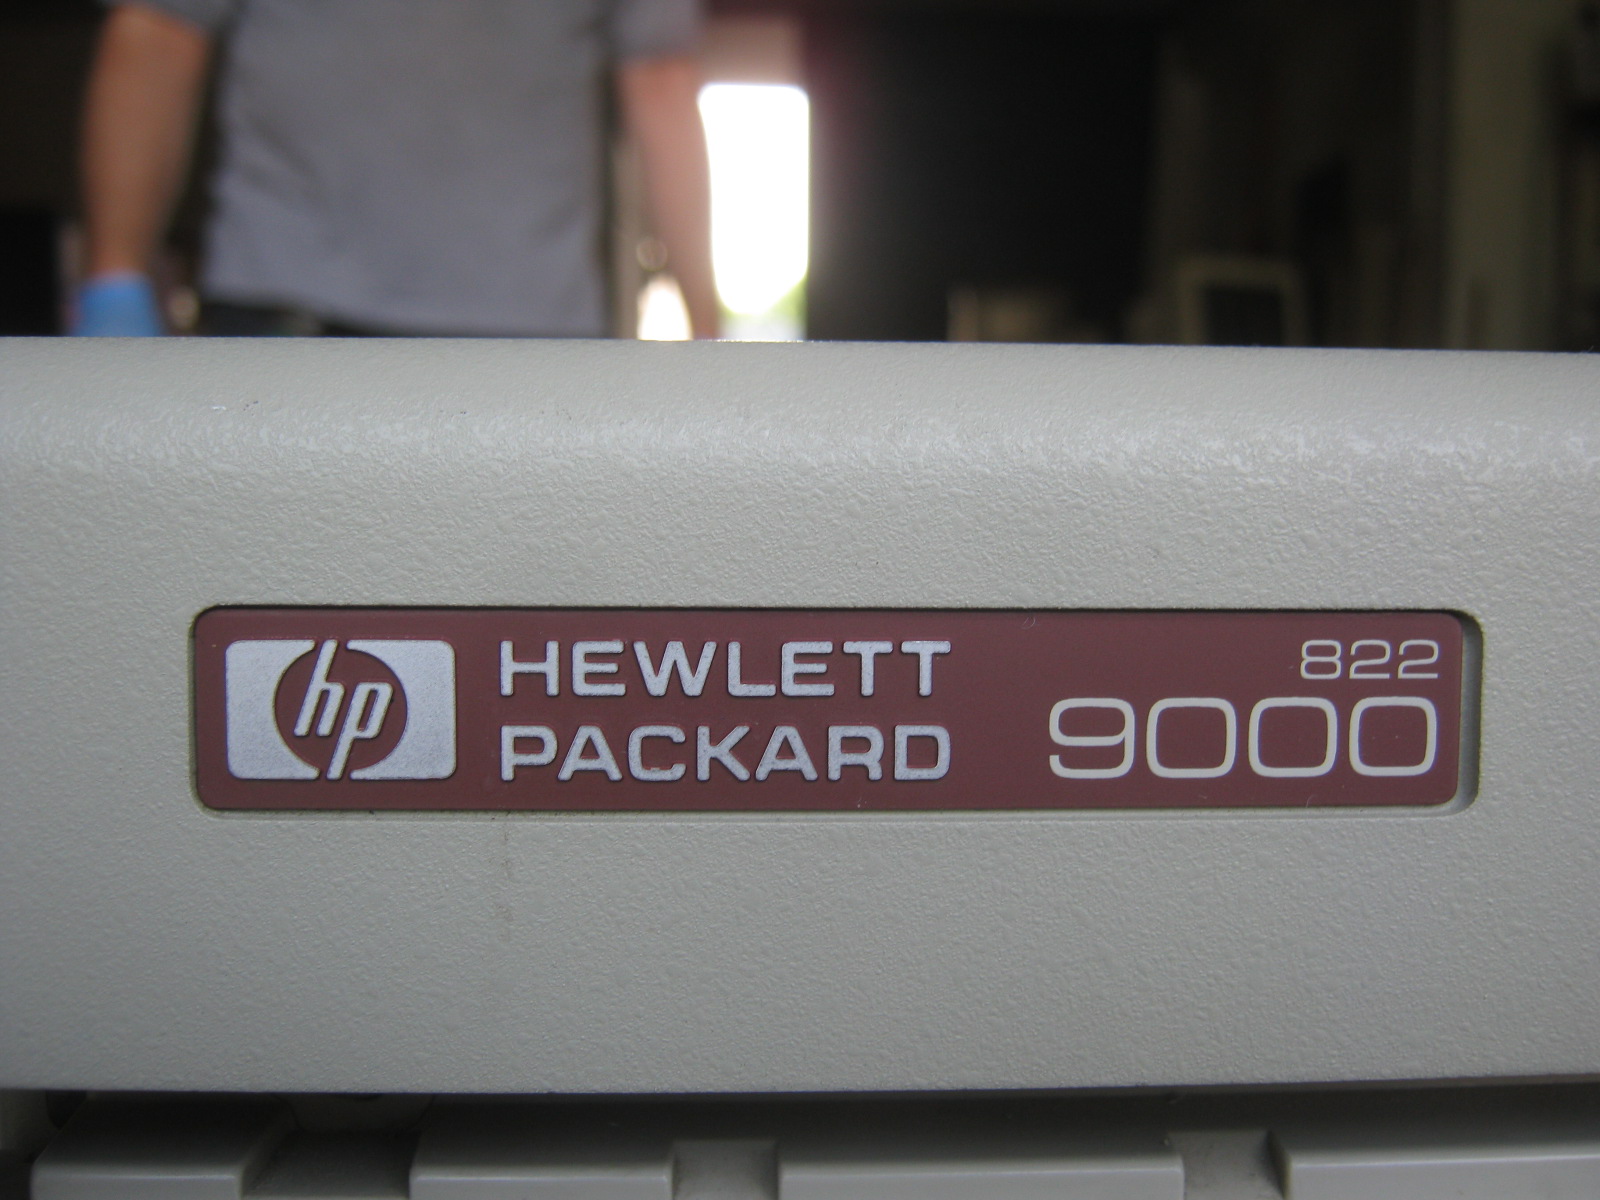 hp
HEWLETT
PACKARD
822
9000